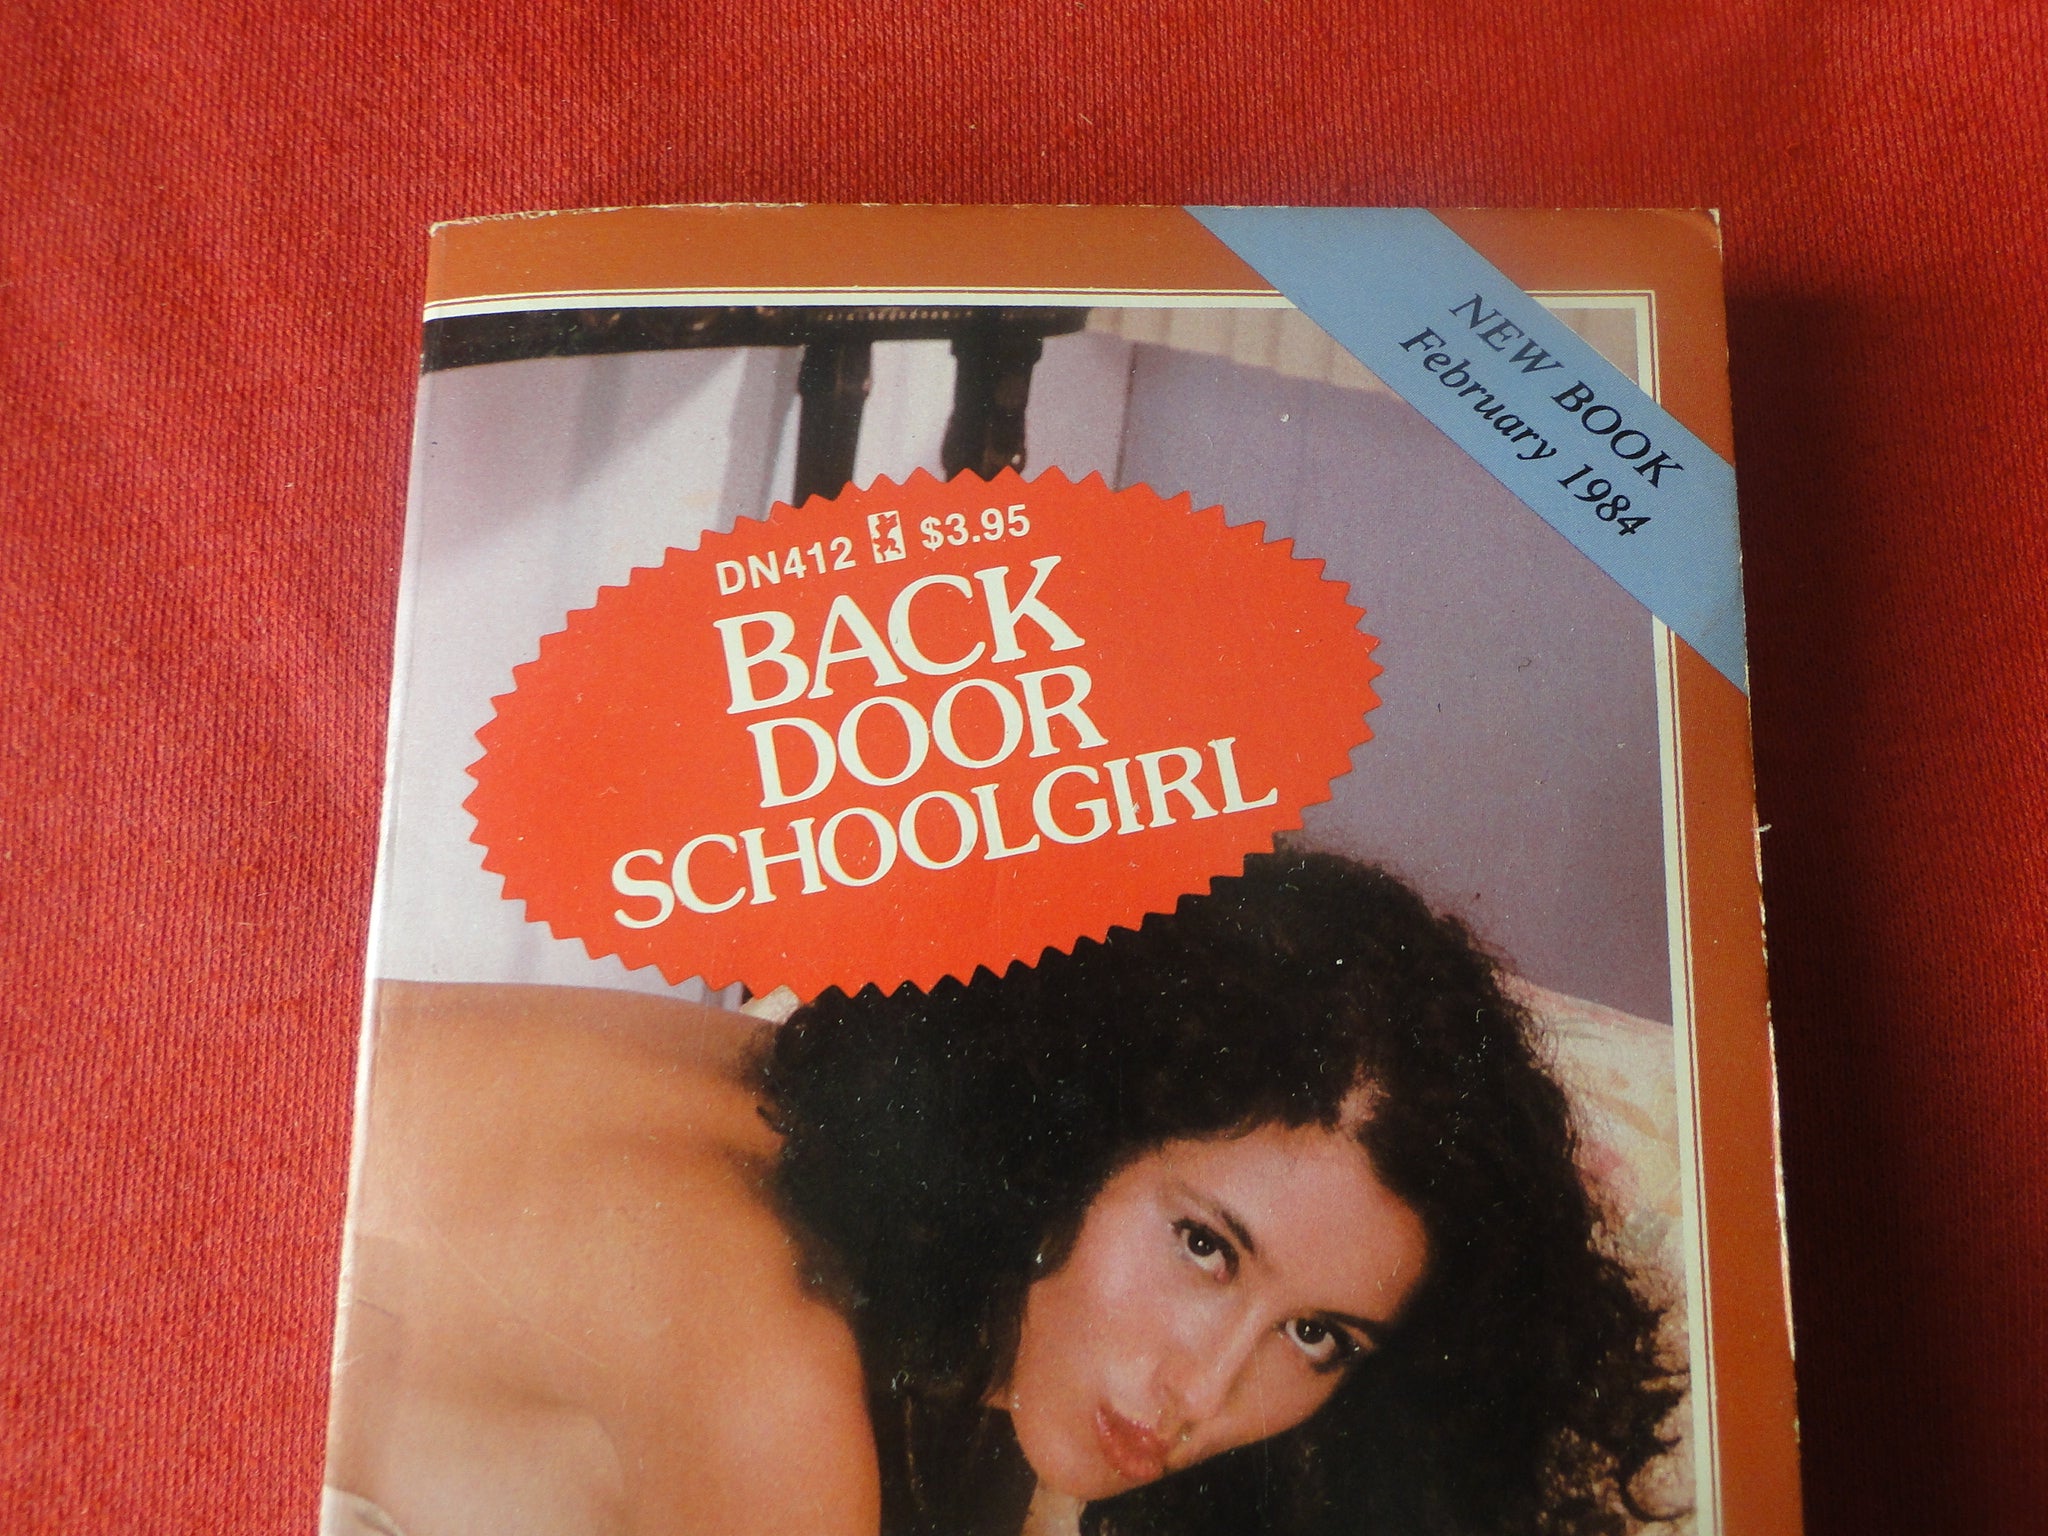 NEW BOOK
February 1984
DN412 $3.95
BACK
DOOR
SCHOOLGIRL